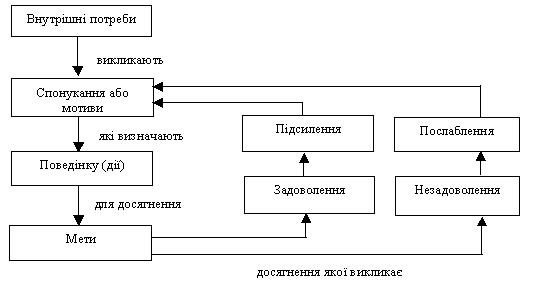 Внутрішні потреби
викликають
Спонукання або
мотиви
які визначають
Підсилення
Послаблення
Поведінку (дії)
Задоволення
Незадоволення
для досягнення
Мети
досягнення якої викликає